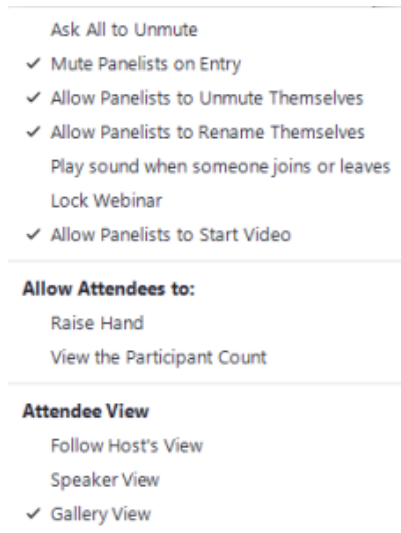 Ask All to Unmute
✓ Mute Panelists on Entry
✓ Allow Panelists to Unmute Themselves
✓ Allow Panelists to Rename Themselves
Play sound when someone joins or leaves
Lock Webinar
✓ Allow Panelists to Start Video
Allow Attendees to:
Raise Hand
View the Participant Count
Attendee View
Follow Host's View
Speaker View
✓ Gallery View